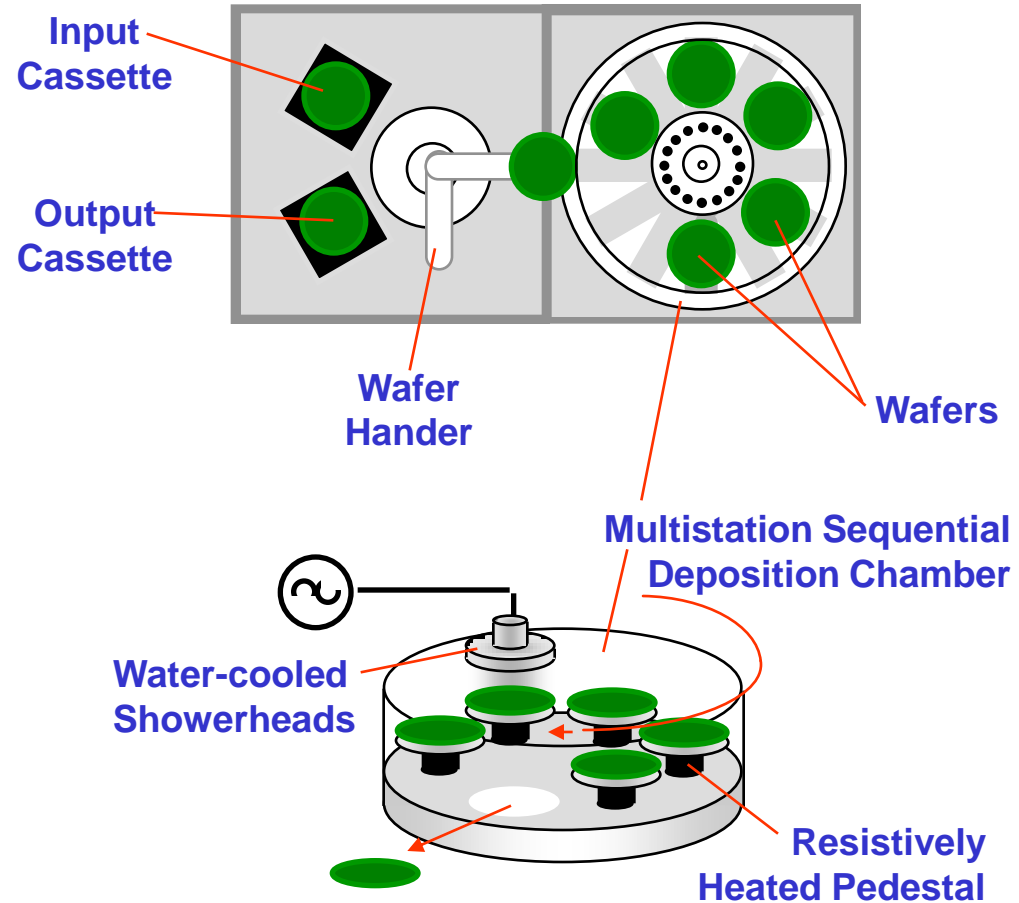 Input
Cassette
Output
Cassette
Wafer
Hander
Wafers
Multistation Sequential
Deposition Chamber
Water-cooled
Showerheads
Resistively
Heated Pedestal